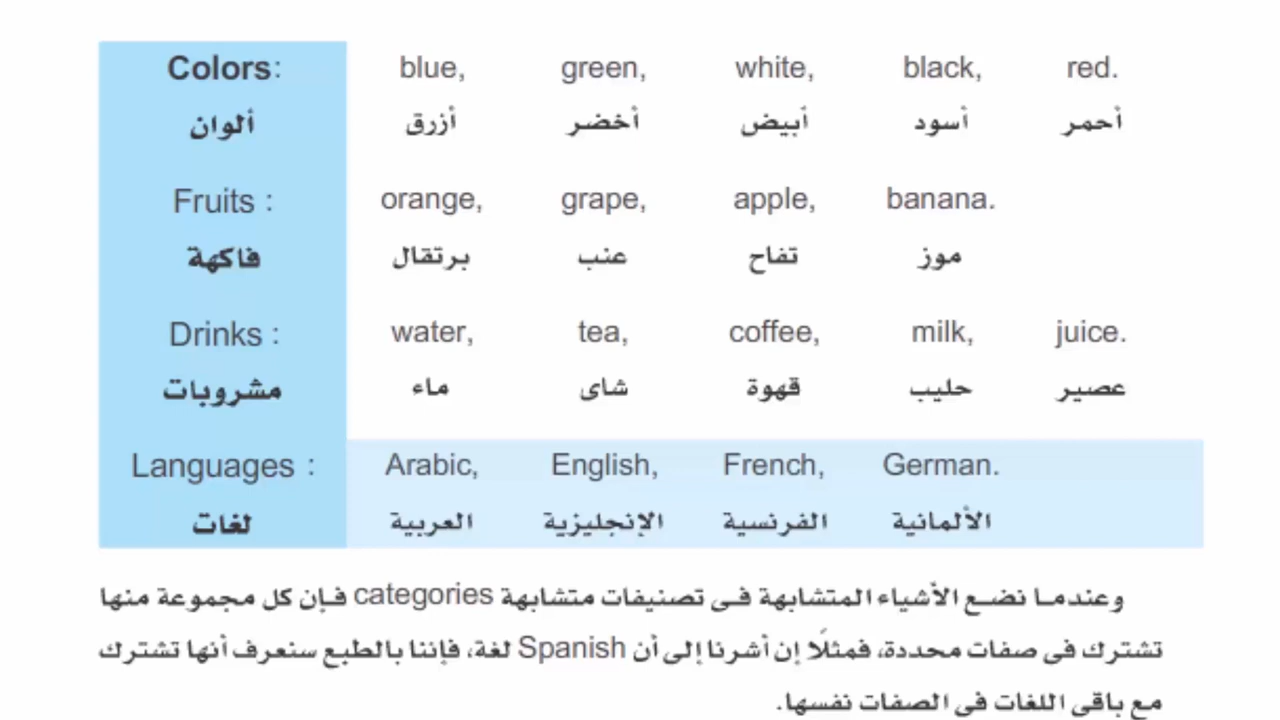 Colors: blue, green, white, black, red.
ألوان أزرق أخضر أبيض أسود أحمر
Fruits : orange, grape, apple, banana.
فاكهة برتقال عنب تفاح موز
Drinks : water, tea, coffee, milk, juice.
مشروبات ماء شاى قهوة حليب عصير
Languages : Arabic, English, French, German.
لغات العربية الإنجليزية الفرنسية الألمانية
وعندما نضع الأشياء المتشابهة فى تصنيفات متشابهة categories فإن كل مجموعة منها
تشترك فى صفات محددة، فمثلًا إن أشرنا إلى أن Spanish لغة، فإننا بالطبع سنعرف أنها تشترك
مع باقى اللغات فى الصفات نفسها.